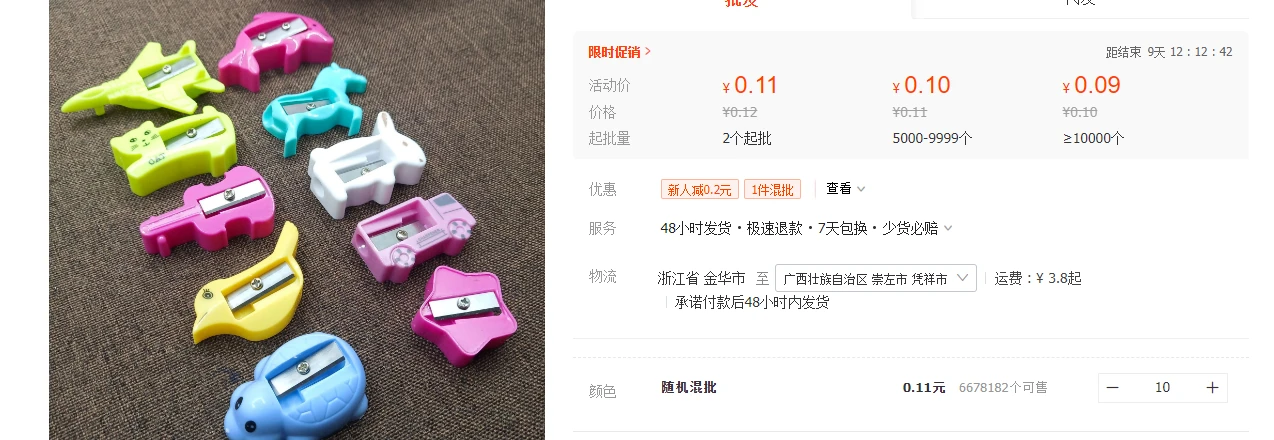 批发
代发
限时促销 >
距结束 9天 12:12:42
活动价 ¥0.11 ¥0.10 ¥0.09
价格 ¥0.12 ¥0.11 ¥0.10
起批量 2个起批 5000-9999个 ≥10000个
优惠 新人减0.2元 1件混批 查看
服务 48小时发货·极速退款·7天包换·少货必赔
物流 浙江省 金华市 至 广西壮族自治区 崇左市 凭祥市 运费:¥ 3.8起
承诺付款后48小时内发货
颜色 随机混批 0.11元 6678182个可售 — 10 +
CAT